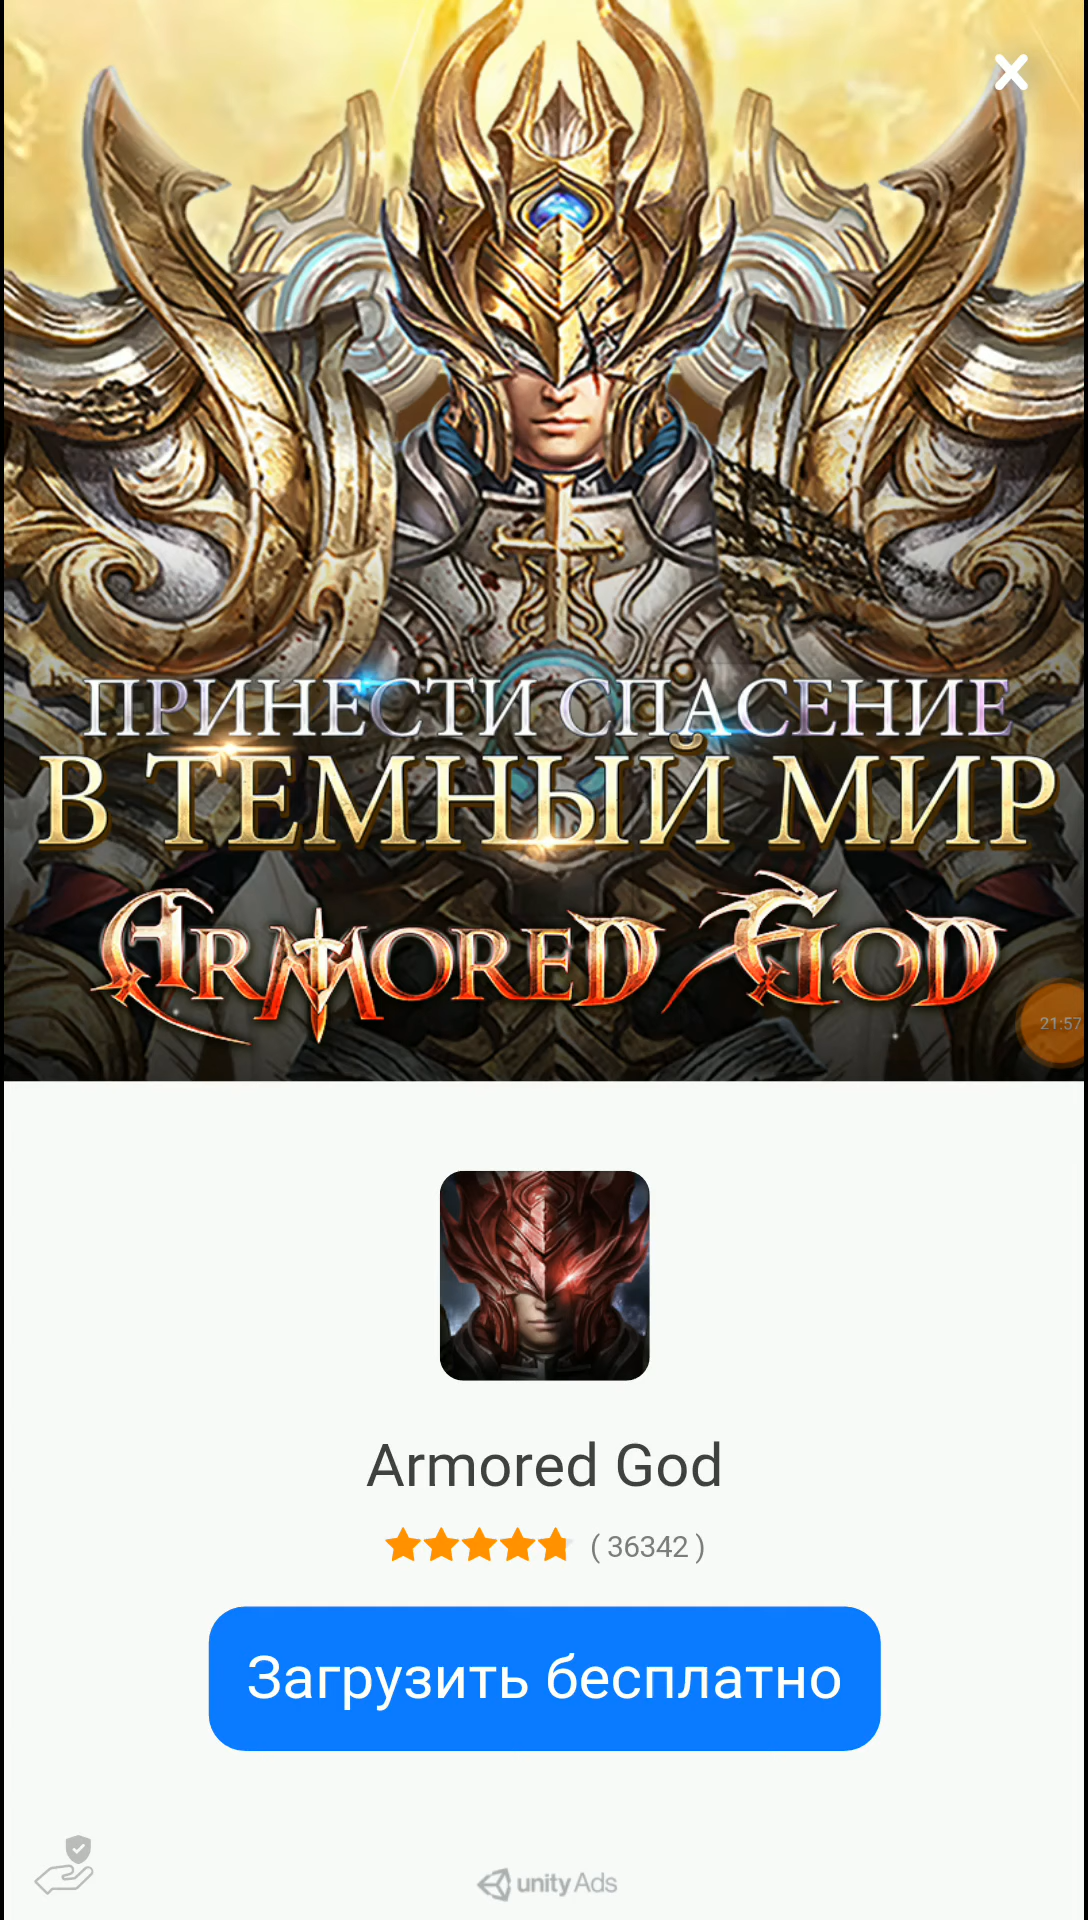 ПРИНЕСТИ СПАСЕНИЕ
В ТЕМНЫЙ МИР
ARMORED GOD
21:57
Armored God
( 36342 )
Загрузить бесплатно
unity Ads